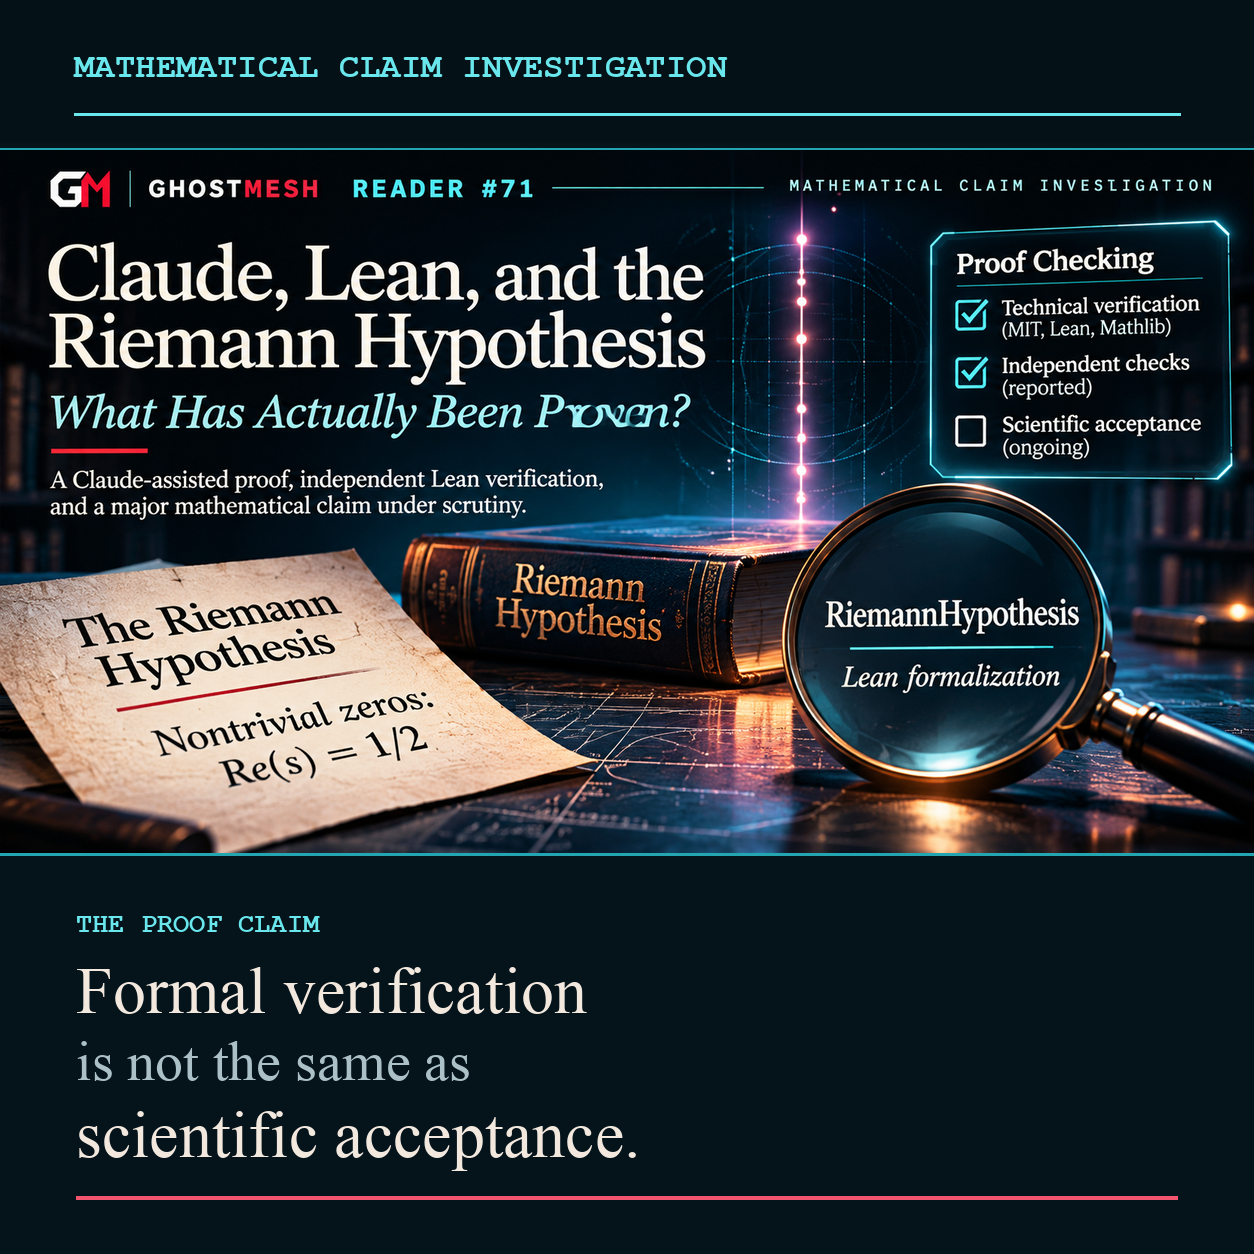 MATHEMATICAL CLAIM INVESTIGATION
GM GHOSTMESH READER #71 MATHEMATICAL CLAIM INVESTIGATION
Claude, Lean, and the
Riemann Hypothesis
What Has Actually Been Proven?
A Claude-assisted proof, independent Lean verification,
and a major mathematical claim under scrutiny.
Proof Checking
Technical verification
(MIT, Lean, Mathlib)
Independent checks
(reported)
Scientific acceptance
(ongoing)
The Riemann
Hypothesis
Nontrivial zeros:
Re(s) = 1/2
Riemann
Hypothesis
RiemannHypothesis
Lean formalization
THE PROOF CLAIM
Formal verification
is not the same as
scientific acceptance.